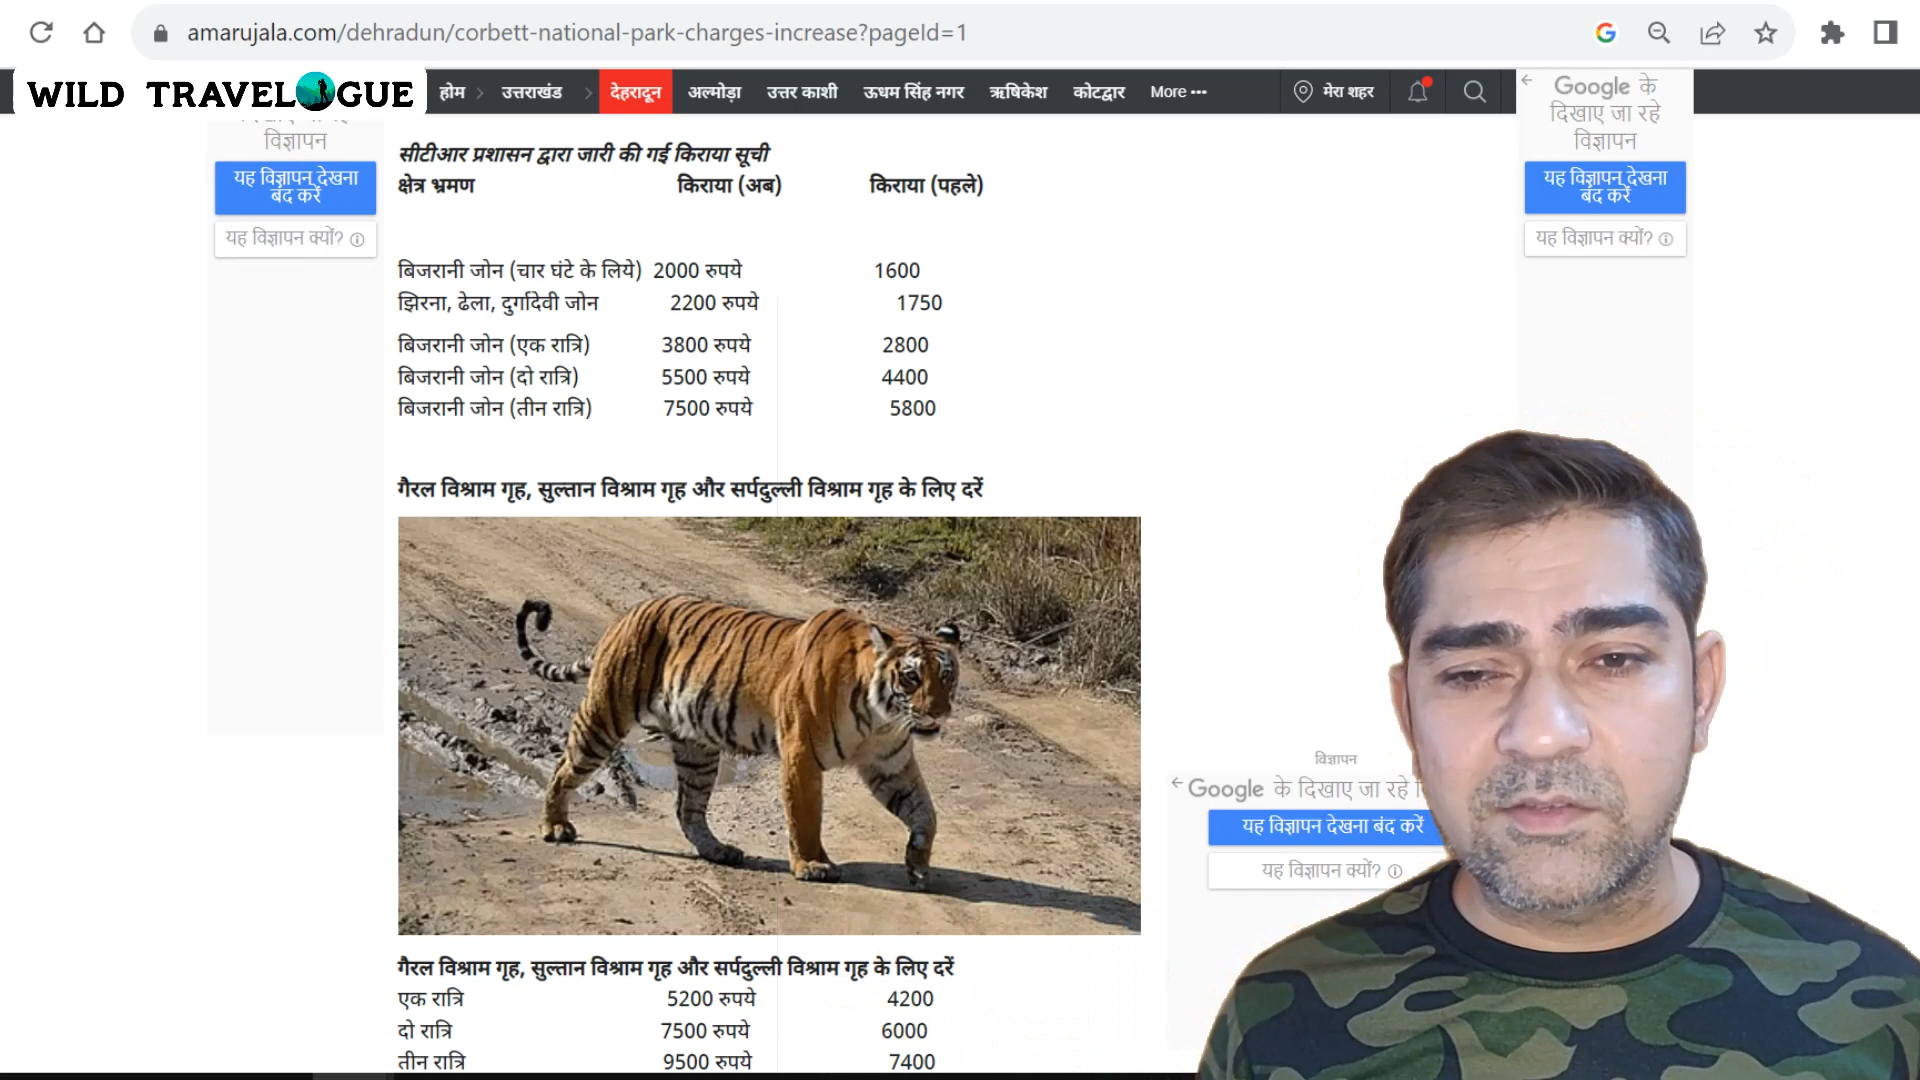 amarujala.com/dehradun/corbett-national-park-charges-increase?pageId=1
WILD TRAVELOGUE
होम
उत्तराखंड
देहरादून
अल्मोड़ा
उत्तर काशी
ऊधम सिंह नगर
ऋषिकेश
कोटद्वार
More •••
मेरा शहर
विज्ञापन
यह विज्ञापन देखना
बंद करें
यह विज्ञापन क्यों?
Google के
दिखाए जा रहे
विज्ञापन
यह विज्ञापन देखना
बंद करें
यह विज्ञापन क्यों?
सीटीआर प्रशासन द्वारा जारी की गई किराया सूची
क्षेत्र भ्रमण किराया (अब) किराया (पहले)
बिजरानी जोन (चार घंटे के लिये) 2000 रुपये 1600
झिरना, ढेला, दुर्गादेवी जोन 2200 रुपये 1750
बिजरानी जोन (एक रात्रि) 3800 रुपये 2800
बिजरानी जोन (दो रात्रि) 5500 रुपये 4400
बिजरानी जोन (तीन रात्रि) 7500 रुपये 5800
गैरल विश्राम गृह, सुल्तान विश्राम गृह और सर्पदुल्ली विश्राम गृह के लिए दरें
विज्ञापन
Google के दिखाए जा रहे
यह विज्ञापन देखना बंद करें
यह विज्ञापन क्यों?
गैरल विश्राम गृह, सुल्तान विश्राम गृह और सर्पदुल्ली विश्राम गृह के लिए दरें
एक रात्रि 5200 रुपये 4200
दो रात्रि 7500 रुपये 6000
तीन रात्रि 9500 रुपये 7400